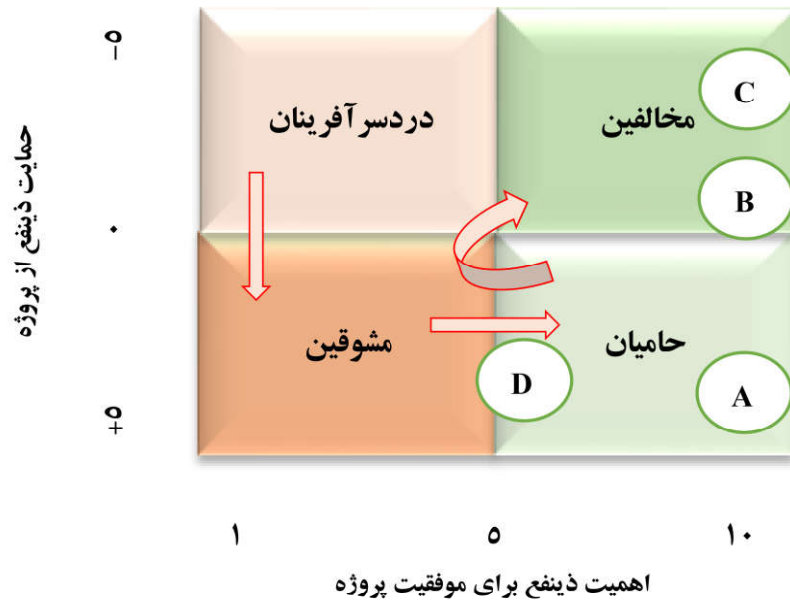 -۵
دردسرآفرینان
مخالفین
C
B
حمایت ذینفع از پروژه
۰
مشوقین
حامیان
D
A
+۵
۱
۵
۱۰
اهمیت ذینفع برای موفقیت پروژه